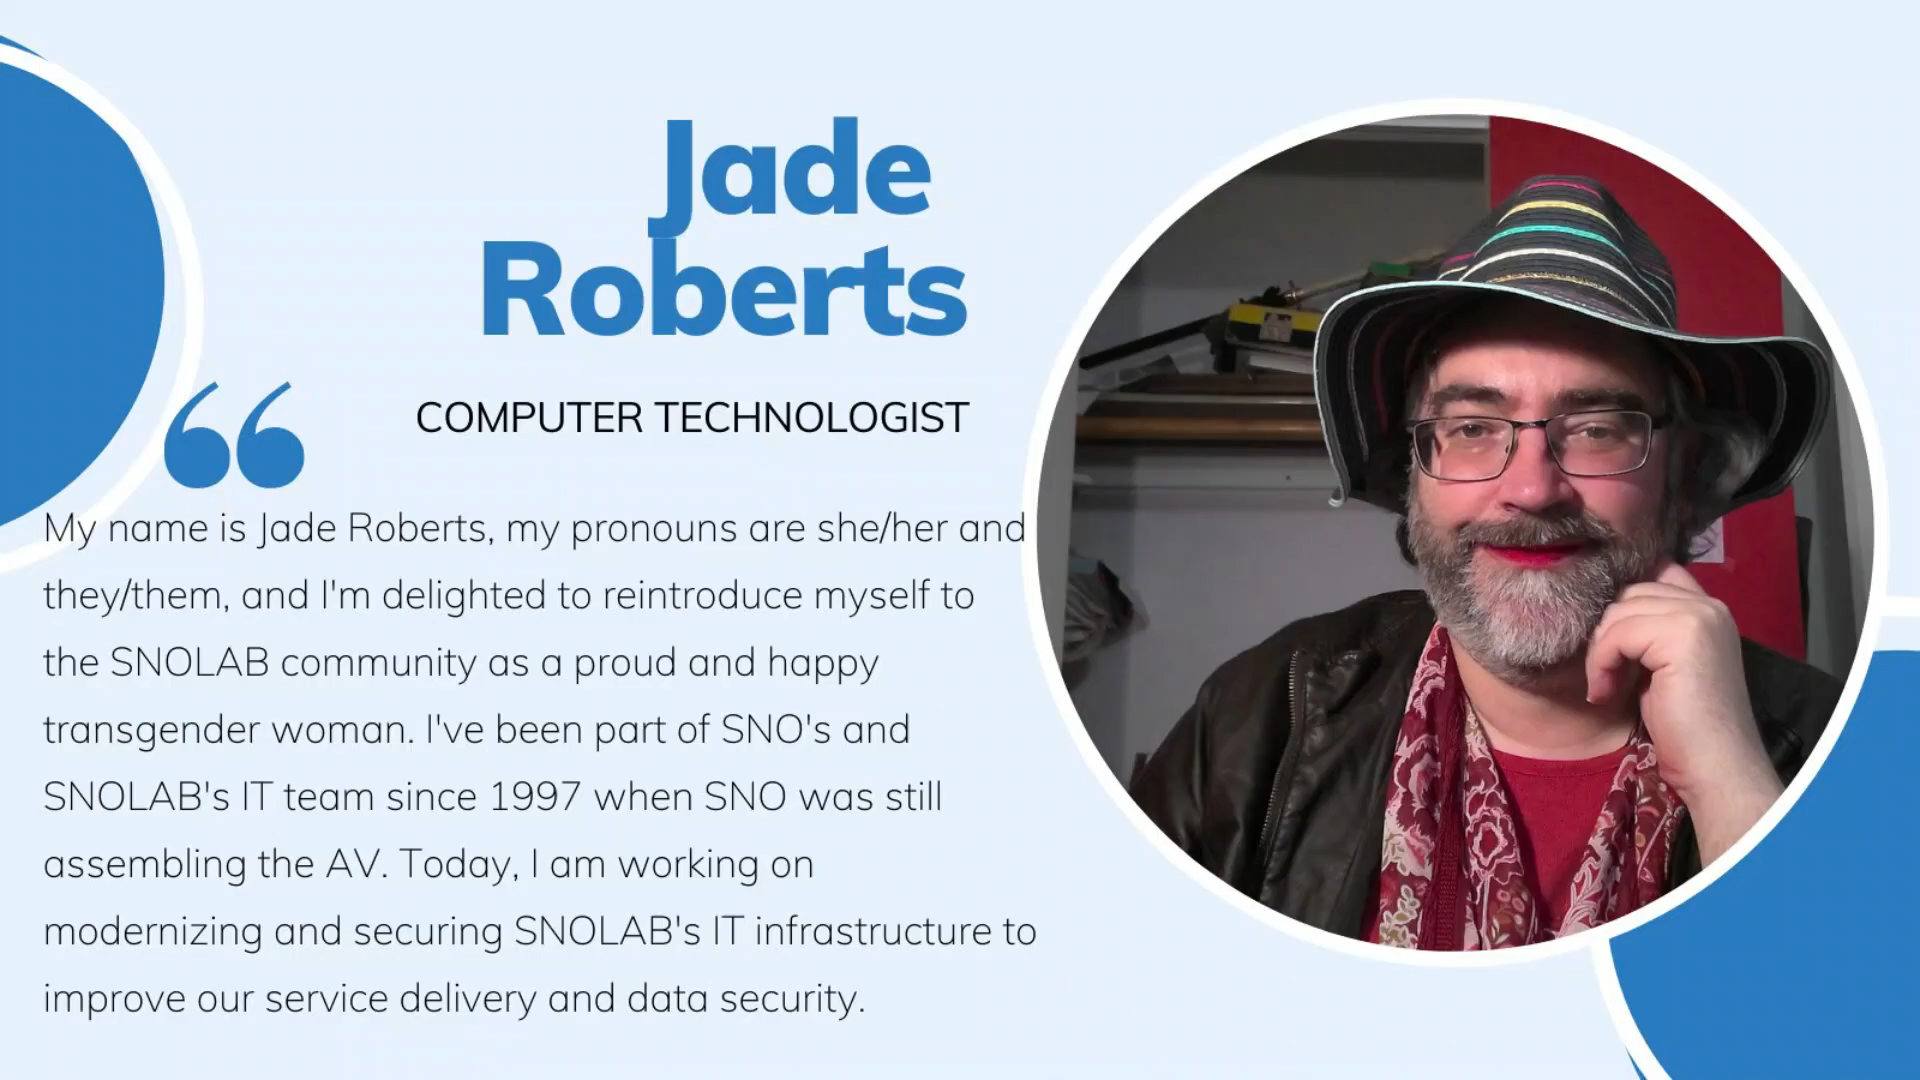 Jade
Roberts
COMPUTER TECHNOLOGIST
My name is Jade Roberts, my pronouns are she/her and
they/them, and I'm delighted to reintroduce myself to
the SNOLAB community as a proud and happy
transgender woman. I've been part of SNO's and
SNOLAB's IT team since 1997 when SNO was still
assembling the AV. Today, I am working on
modernizing and securing SNOLAB's IT infrastructure to
improve our service delivery and data security.